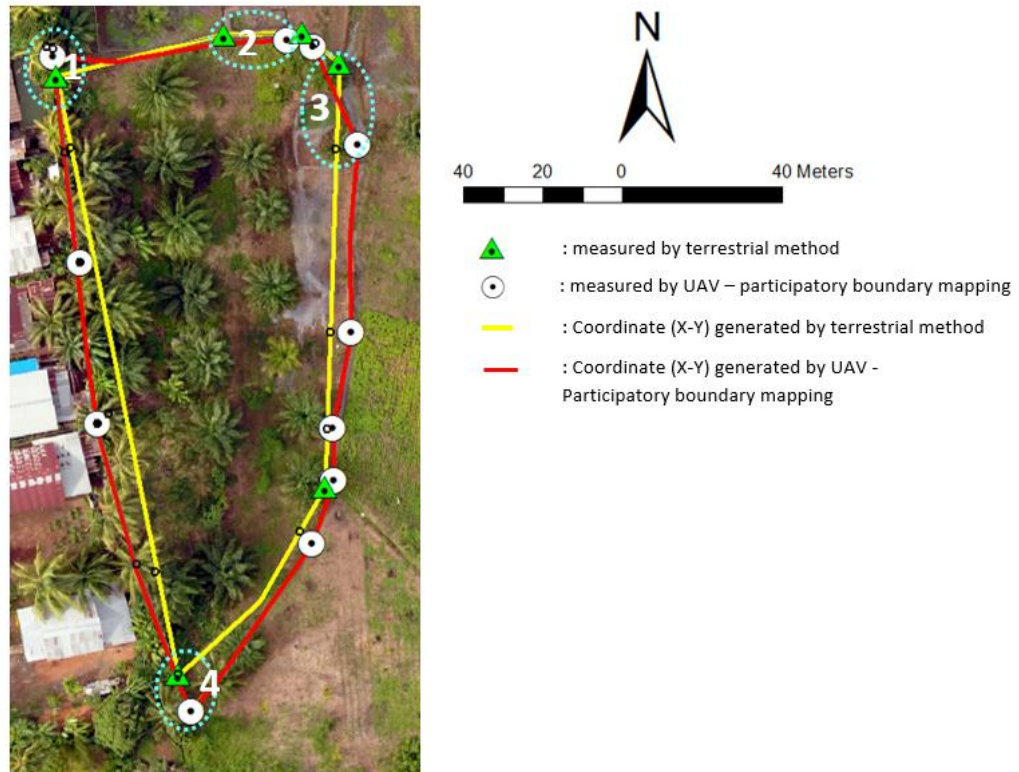 1
2
3
4
N
40 20 0 40 Meters
: measured by terrestrial method
: measured by UAV – participatory boundary mapping
: Coordinate (X-Y) generated by terrestrial method
: Coordinate (X-Y) generated by UAV -
Participatory boundary mapping